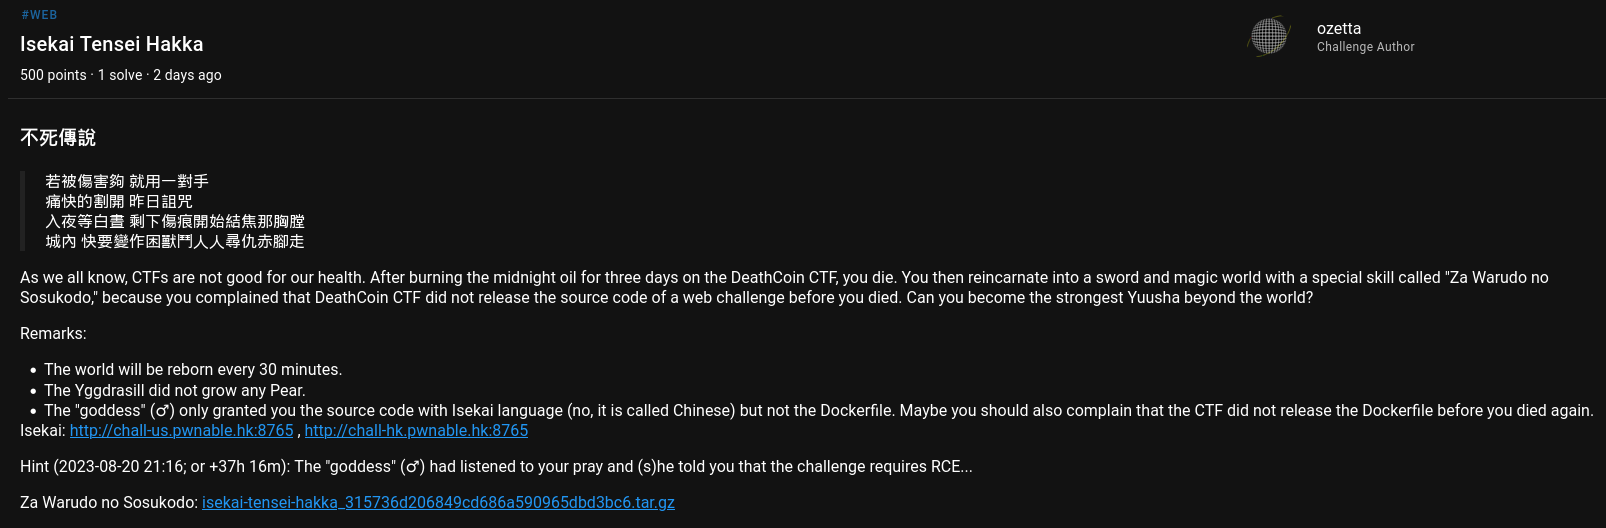 #WEB
Isekai Tensei Hakka
500 points · 1 solve · 2 days ago
ozetta
Challenge Author
不死傳說
若被傷害夠 就用一對手
痛快的割開 昨日詛咒
入夜等白晝 剩下傷痕開始結焦那胸膛
城內 快要變作困獸鬥人人尋仇赤腳走
As we all know, CTFs are not good for our health. After burning the midnight oil for three days on the DeathCoin CTF, you die. You then reincarnate into a sword and magic world with a special skill called "Za Warudo no
Sosukodo," because you complained that DeathCoin CTF did not release the source code of a web challenge before you died. Can you become the strongest Yuusha beyond the world?
Remarks:
• The world will be reborn every 30 minutes.
• The Yggdrasill did not grow any Pear.
• The "goddess" (♂) only granted you the source code with Isekai language (no, it is called Chinese) but not the Dockerfile. Maybe you should also complain that the CTF did not release the Dockerfile before you died again.
Isekai: http://chall-us.pwnable.hk:8765 , http://chall-hk.pwnable.hk:8765
Hint (2023-08-20 21:16; or +37h 16m): The "goddess" (♂) had listened to your pray and (s)he told you that the challenge requires RCE...
Za Warudo no Sosukodo: isekai-tensei-hakka_315736d206849cd686a590965dbd3bc6.tar.gz